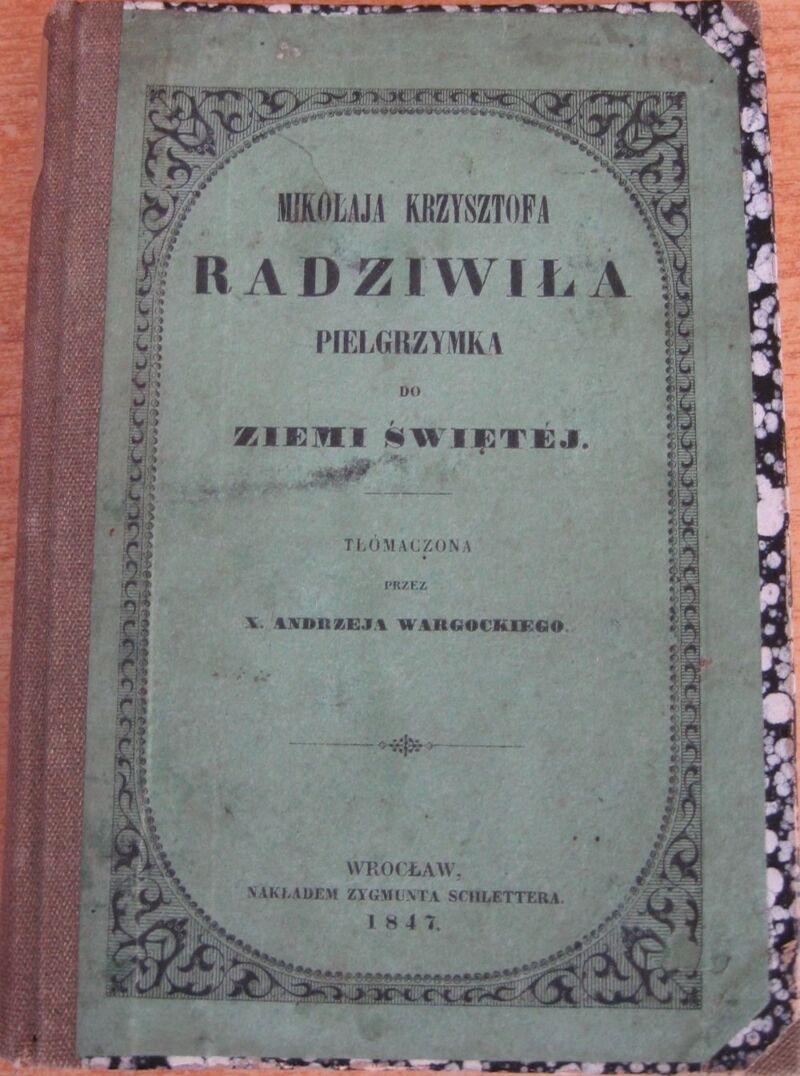 MIKOŁAJA KRZYSZTOFA
RADZIWIŁA
PIELGRZYMKA
DO
ZIEMI ŚWIĘTÉJ.
TŁÓMACZONA
PRZEZ
X. ANDRZEJA WARGOCKIEGO.
WROCŁAW,
NAKŁADEM ZYGMUNTA SCHLETTERA.
1847.